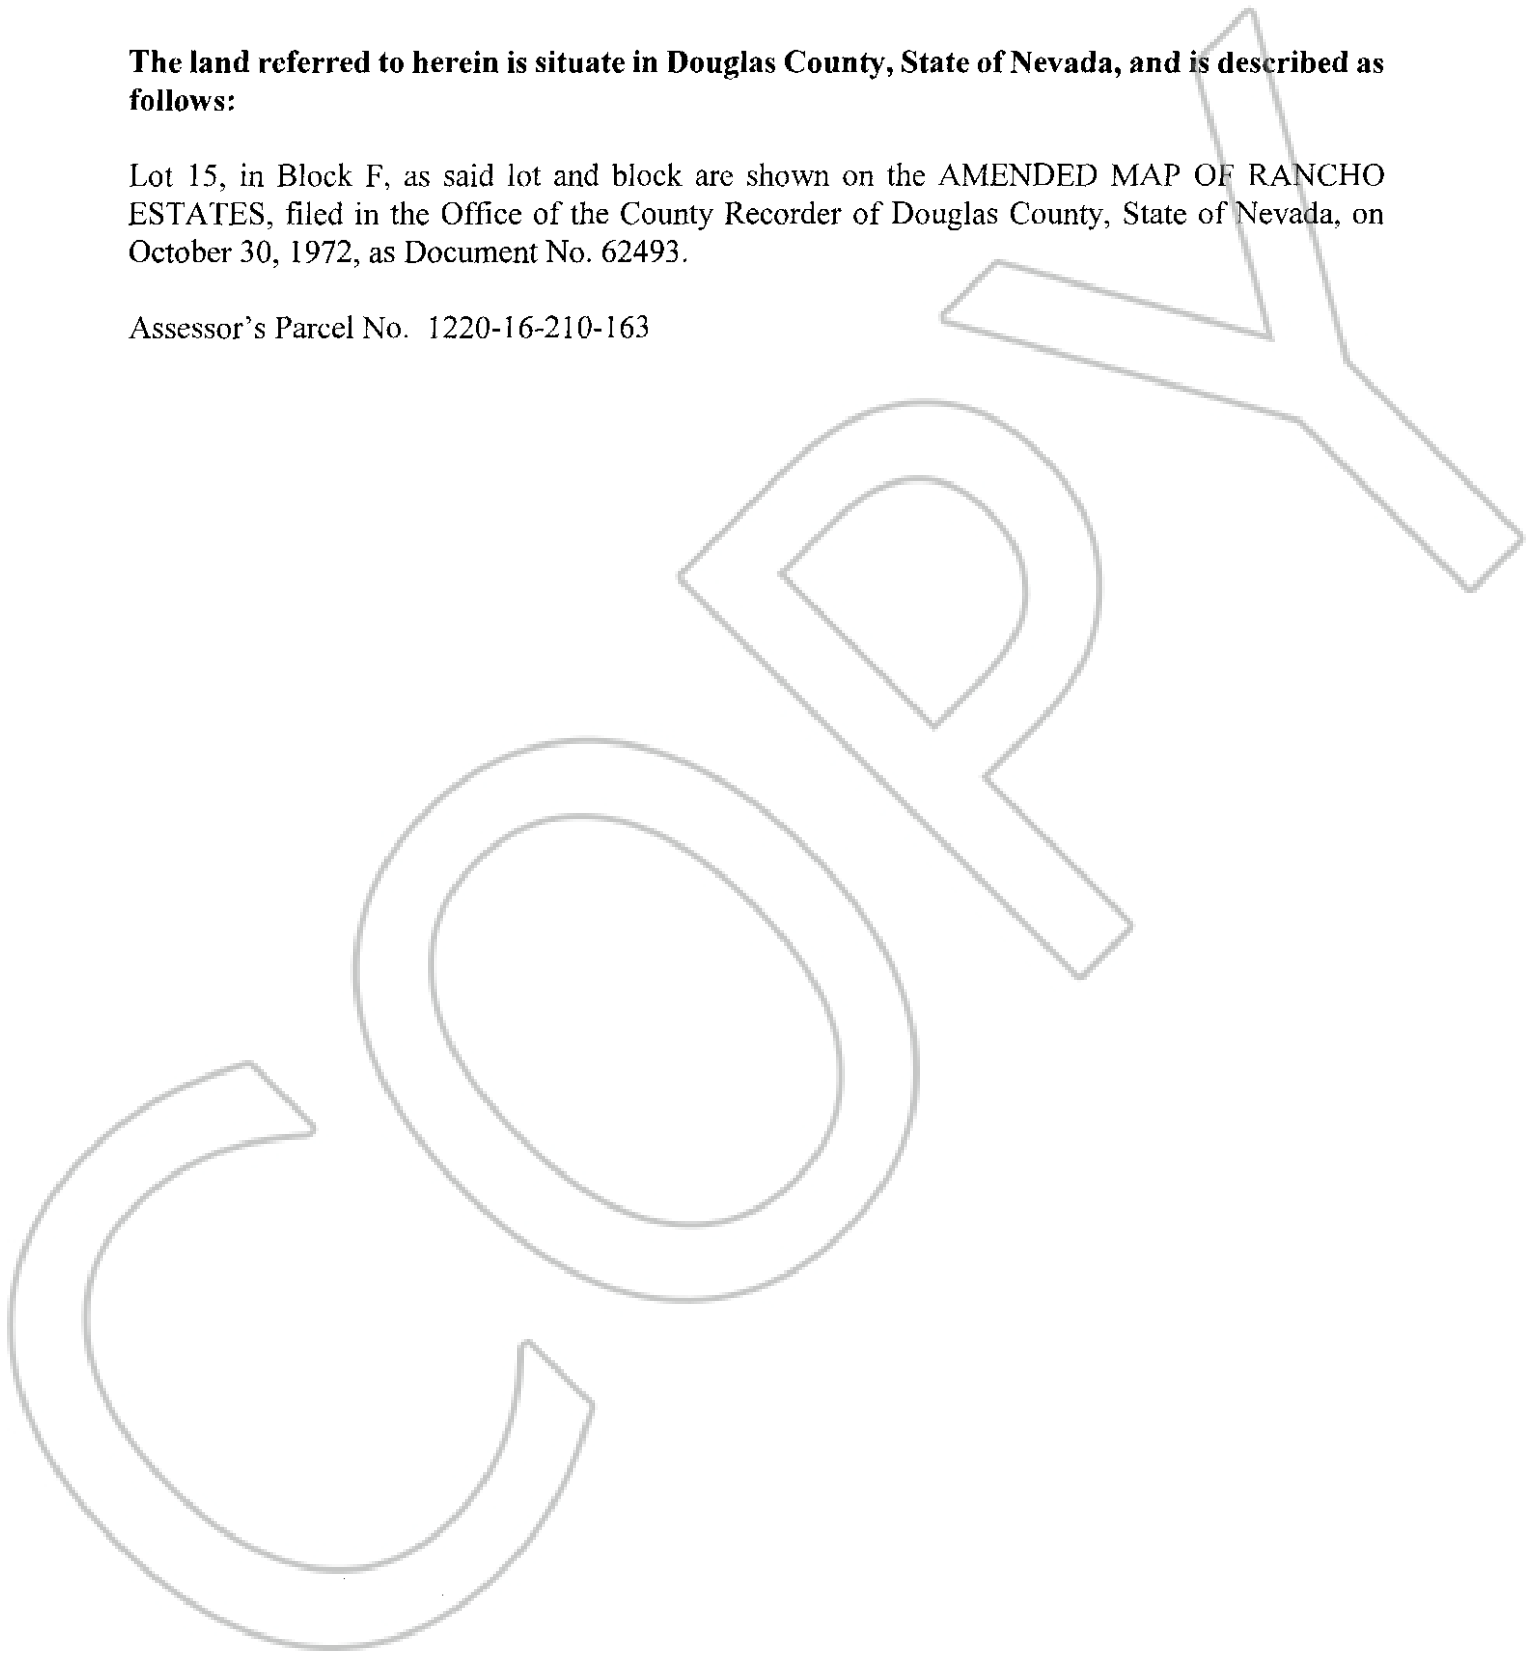 The land referred to herein is situate in Douglas County, State of Nevada, and is described as
follows:
Lot 15, in Block F, as said lot and block are shown on the AMENDED MAP OF RANCHO
ESTATES, filed in the Office of the County Recorder of Douglas County, State of Nevada, on
October 30, 1972, as Document No. 62493.
Assessor's Parcel No. 1220-16-210-163
COPY